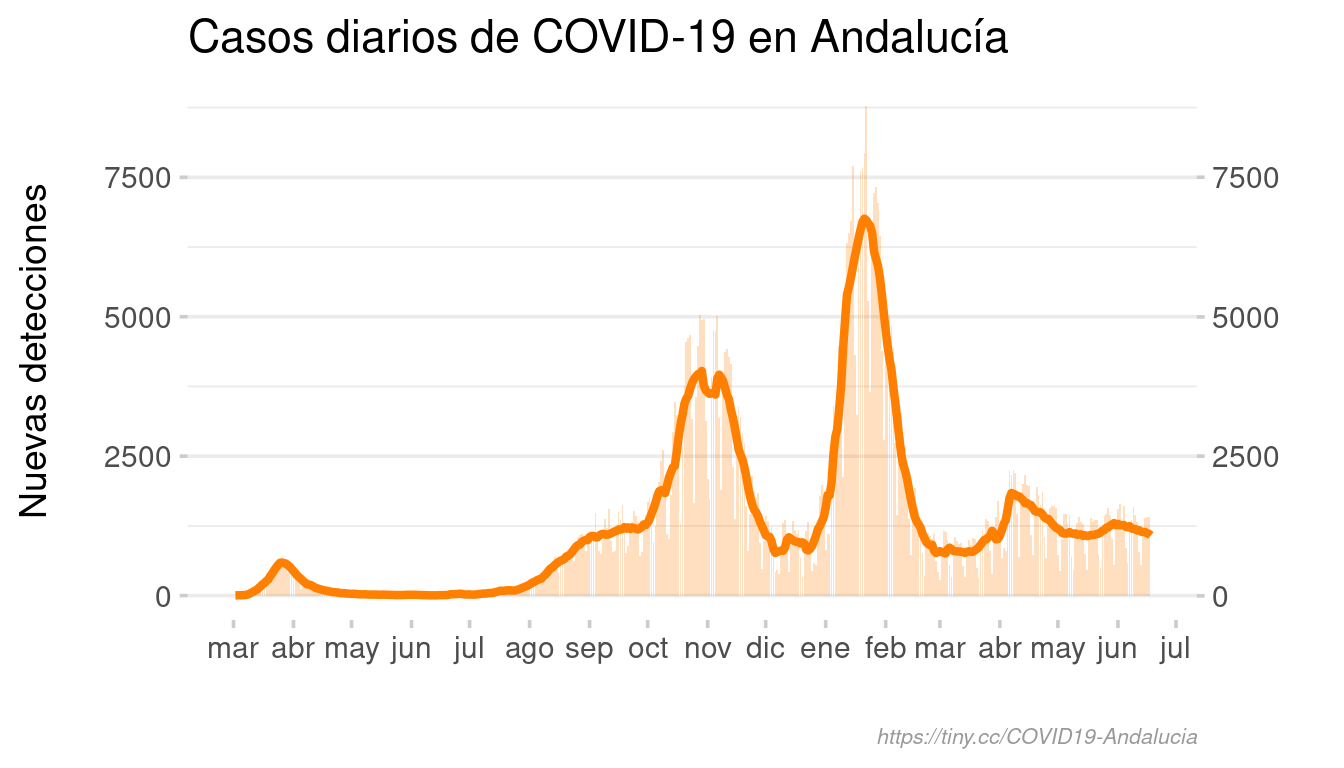 Casos diarios de COVID-19 en Andalucía
Nuevas detecciones
7500 7500
5000 5000
2500 2500
0 0
mar abr may jun jul ago sep oct nov dic ene feb mar abr may jun jul
https://tiny.cc/COVID19-Andalucia